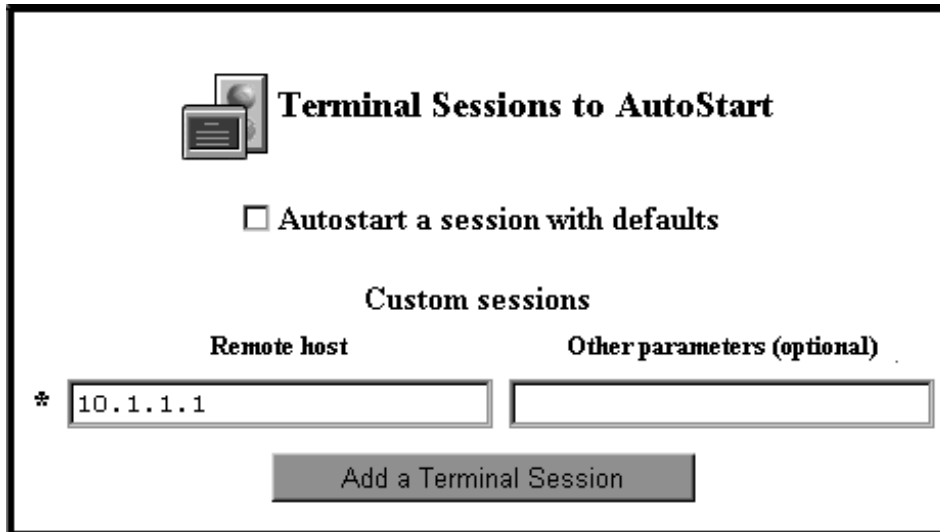 Terminal Sessions to AutoStart
Autostart a session with defaults
Custom sessions
Remote host Other parameters (optional)
* 10.1.1.1
Add a Terminal Session